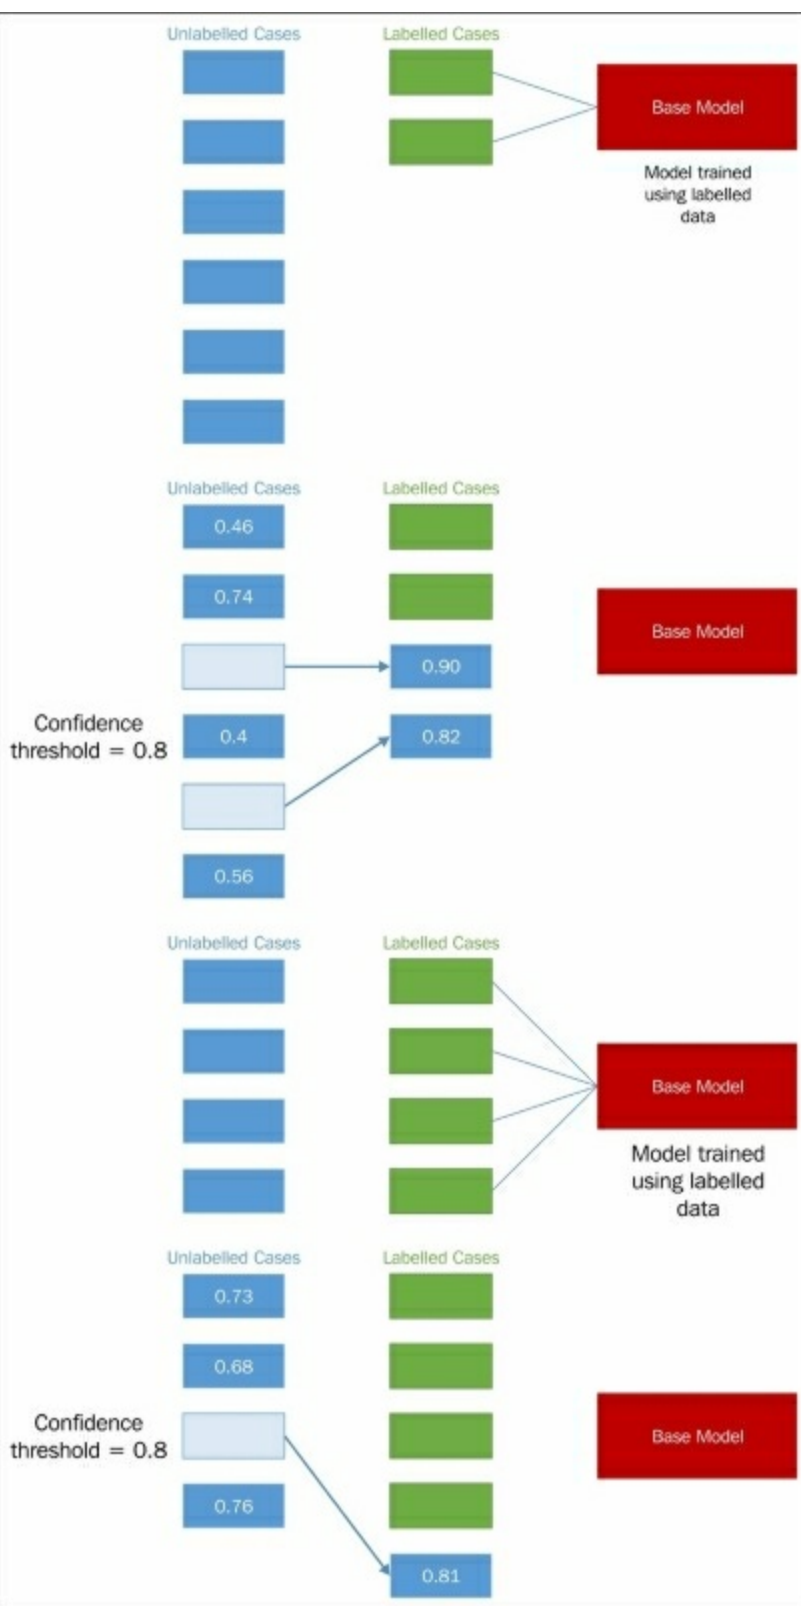 Unlabelled Cases
Labelled Cases
Base Model
Model trained
using labelled
data
Unlabelled Cases
Labelled Cases
0.46
0.74
Base Model
0.90
Confidence
threshold = 0.8
0.4
0.82
0.56
Unlabelled Cases
Labelled Cases
Base Model
Model trained
using labelled
data
Unlabelled Cases
Labelled Cases
0.73
0.68
Confidence
threshold = 0.8
Base Model
0.76
0.81